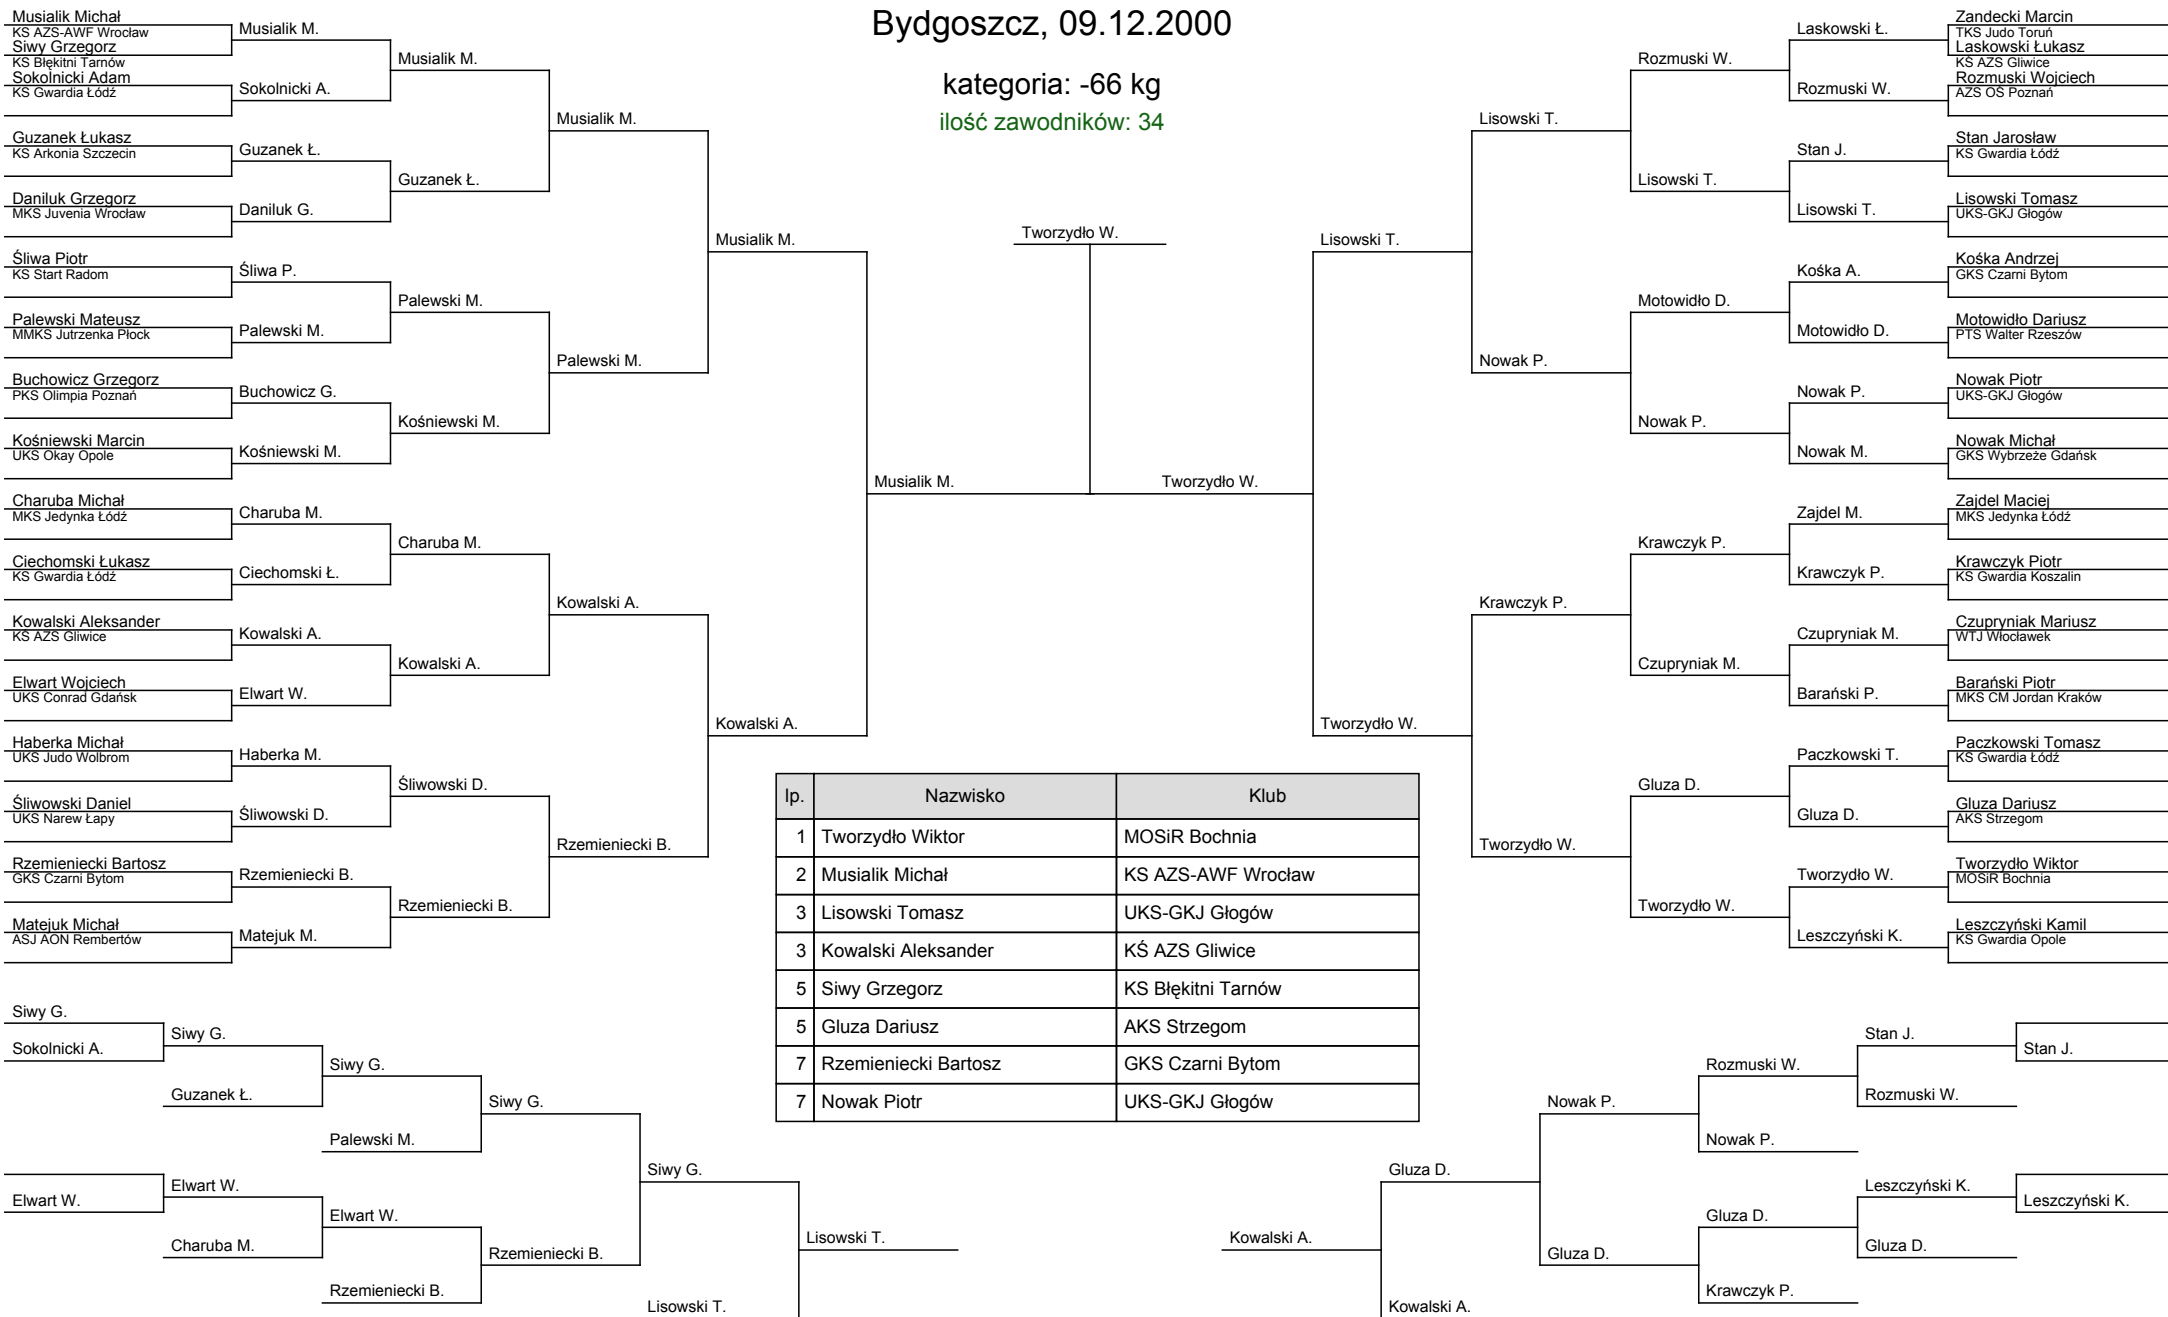 Bydgoszcz, 09.12.2000
kategoria: -66 kg
ilość zawodników: 34
Musialik Michał
KS AZS-AWF Wrocław
Siwy Grzegorz
KS Błękitni Tarnów
Sokolnicki Adam
KS Gwardia Łódź
Guzanek Łukasz
KS Arkonia Szczecin
Daniluk Grzegorz
MKS Juvenia Wrocław
Śliwa Piotr
KS Start Radom
Palewski Mateusz
MMKS Jutrzenka Płock
Buchowicz Grzegorz
PKS Olimpia Poznań
Kośniewski Marcin
UKS Okay Opole
Charuba Michał
MKS Jedynka Łódź
Ciechomski Łukasz
KS Gwardia Łódź
Kowalski Aleksander
KŚ AZS Gliwice
Elwart Wojciech
UKS Conrad Gdańsk
Haberka Michał
UKS Judo Wolbrom
Śliwowski Daniel
UKS Narew Łapy
Rzemieniecki Bartosz
GKS Czarni Bytom
Matejuk Michał
ASJ AON Rembertów
Musialik M.
Sokolnicki A.
Guzanek Ł.
Daniluk G.
Śliwa P.
Palewski M.
Buchowicz G.
Kośniewski M.
Charuba M.
Ciechomski Ł.
Kowalski A.
Elwart W.
Haberka M.
Śliwowski D.
Rzemieniecki B.
Matejuk M.
Musialik M.
Guzanek Ł.
Palewski M.
Kośniewski M.
Charuba M.
Kowalski A.
Śliwowski D.
Rzemieniecki B.
Musialik M.
Palewski M.
Kowalski A.
Rzemieniecki B.
Musialik M.
Kowalski A.
Musialik M.
Tworzydło W.
Tworzydło W.
Lisowski T.
Tworzydło W.
Lisowski T.
Nowak P.
Krawczyk P.
Tworzydło W.
Rozmuski W.
Lisowski T.
Motowidło D.
Nowak P.
Krawczyk P.
Czupryniak M.
Gluza D.
Tworzydło W.
Laskowski Ł.
Rozmuski W.
Stan J.
Lisowski T.
Kośka A.
Motowidło D.
Nowak P.
Nowak M.
Zajdel M.
Krawczyk P.
Czupryniak M.
Barański P.
Paczkowski T.
Gluza D.
Tworzydło W.
Leszczyński K.
Zandecki Marcin
TKS Judo Toruń
Laskowski Łukasz
KŚ AZS Gliwice
Rozmuski Wojciech
AZS OŚ Poznań
Stan Jarosław
KS Gwardia Łódź
Lisowski Tomasz
UKS-GKJ Głogów
Kośka Andrzej
GKS Czarni Bytom
Motowidło Dariusz
PTS Walter Rzeszów
Nowak Piotr
UKS-GKJ Głogów
Nowak Michał
GKS Wybrzeże Gdańsk
Zajdel Maciej
MKS Jedynka Łódź
Krawczyk Piotr
KS Gwardia Koszalin
Czupryniak Mariusz
WTJ Włocławek
Barański Piotr
MKS CM Jordan Kraków
Paczkowski Tomasz
KS Gwardia Łódź
Gluza Dariusz
AKS Strzegom
Tworzydło Wiktor
MOSiR Bochnia
Leszczyński Kamil
KS Gwardia Opole
lp. Nazwisko Klub
1 Tworzydło Wiktor MOSiR Bochnia
2 Musialik Michał KS AZS-AWF Wrocław
3 Lisowski Tomasz UKS-GKJ Głogów
3 Kowalski Aleksander KŚ AZS Gliwice
5 Siwy Grzegorz KS Błękitni Tarnów
5 Gluza Dariusz AKS Strzegom
7 Rzemieniecki Bartosz GKS Czarni Bytom
7 Nowak Piotr UKS-GKJ Głogów
Siwy G.
Sokolnicki A.
Elwart W.
Siwy G.
Guzanek Ł.
Elwart W.
Charuba M.
Siwy G.
Palewski M.
Elwart W.
Rzemieniecki B.
Siwy G.
Rzemieniecki B.
Siwy G.
Lisowski T.
Lisowski T.
Kowalski A.
Gluza D.
Kowalski A.
Nowak P.
Gluza D.
Rozmuski W.
Nowak P.
Gluza D.
Krawczyk P.
Stan J.
Rozmuski W.
Leszczyński K.
Gluza D.
Stan J.
Leszczyński K.